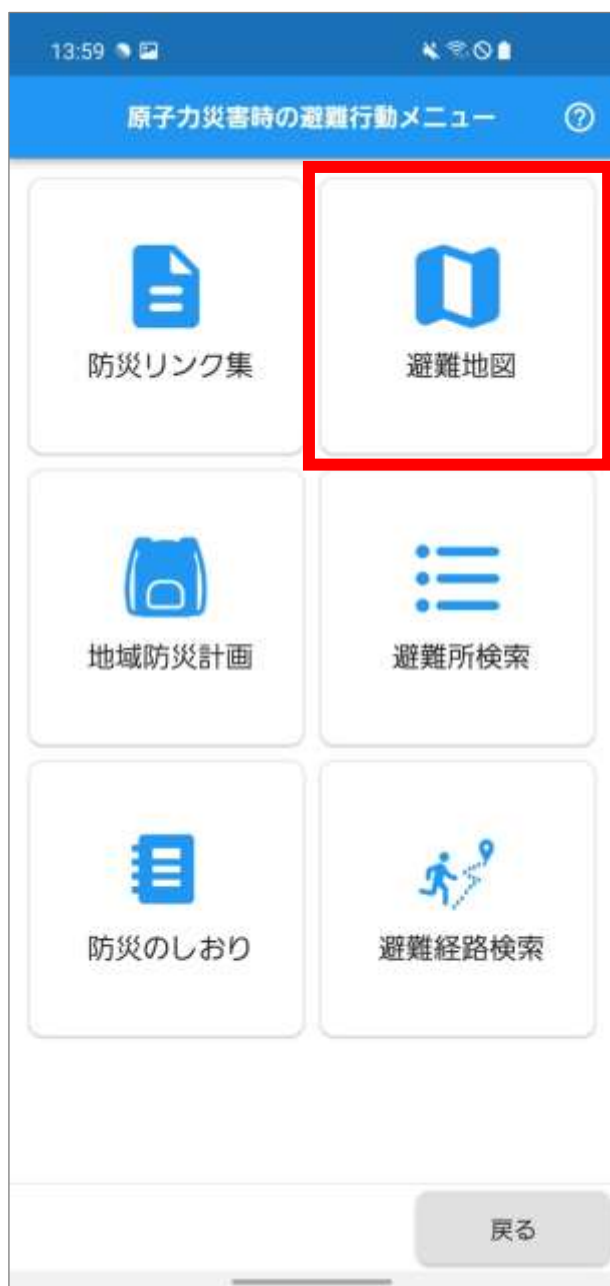 13:59
原子力災害時の避難行動メニュー
防災リンク集
避難地図
地域防災計画
避難所検索
防災のしおり
避難経路検索
戻る